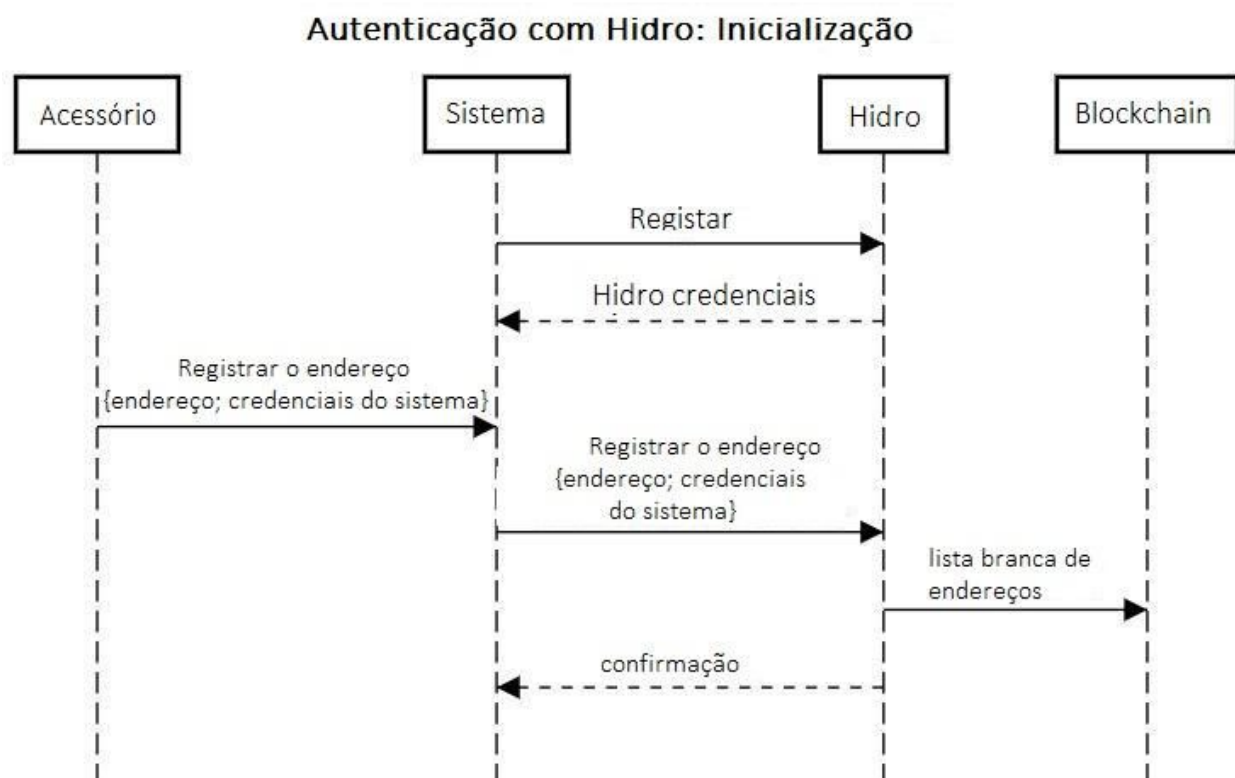 Autenticação com Hidro: Inicialização
Acessório
Sistema
Hidro
Blockchain
Registar
Hidro credenciais
Registrar o endereço
{endereço; credenciais do sistema}
Registrar o endereço
{endereço; credenciais
do sistema}
lista branca de
endereços
confirmação